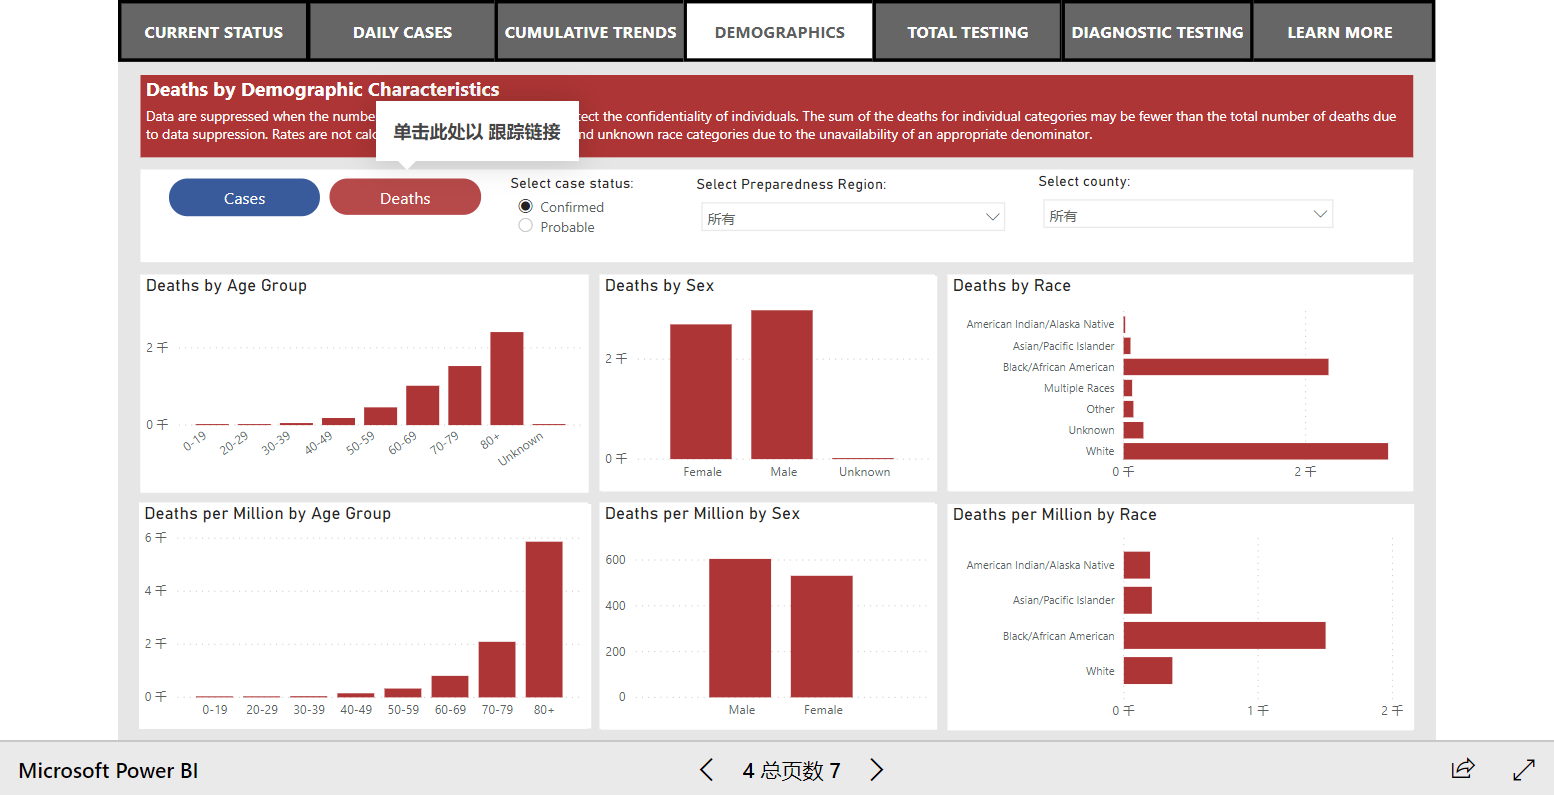 CURRENT STATUS
DAILY CASES
CUMULATIVE TRENDS
DEMOGRAPHICS
TOTAL TESTING
DIAGNOSTIC TESTING
LEARN MORE
Deaths by Demographic Characteristics
Data are suppressed when the numbe
tect the confidentiality of individuals. The sum of the deaths for individual categories may be fewer than the total number of deaths due
to data suppression. Rates are not calc
nd unknown race categories due to the unavailability of an appropriate denominator.
单击此处以 跟踪链接
Cases
Deaths
Select case status:
Confirmed
Probable
Select Preparedness Region:
所有
Select county:
所有
Deaths by Age Group
2 千
0 千
0-19
20-29
30-39
40-49
50-59
60-69
70-79
80+
Unknown
Deaths by Sex
2 千
0 千
Female
Male
Unknown
Deaths by Race
American Indian/Alaska Native
Asian/Pacific Islander
Black/African American
Multiple Races
Other
Unknown
White
0 千
2 千
Deaths per Million by Age Group
6 千
4 千
2 千
0 千
0-19
20-29
30-39
40-49
50-59
60-69
70-79
80+
Deaths per Million by Sex
600
400
200
0
Male
Female
Deaths per Million by Race
American Indian/Alaska Native
Asian/Pacific Islander
Black/African American
White
0 千
1 千
2 千
Microsoft Power BI
4 总页数 7